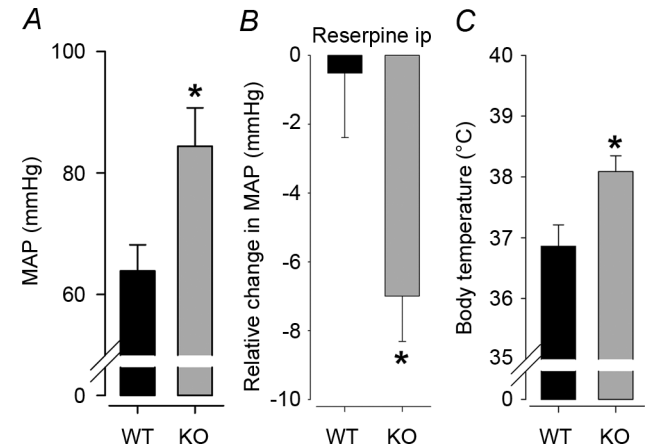 A
MAP (mmHg)
100
80
60
0
*
WT KO
B
Reserpine ip
Relative change in MAP (mmHg)
0
-2
-4
-6
-8
-10
*
WT KO
C
Body temperature (°C)
40
39
38
37
36
35
0
*
WT KO